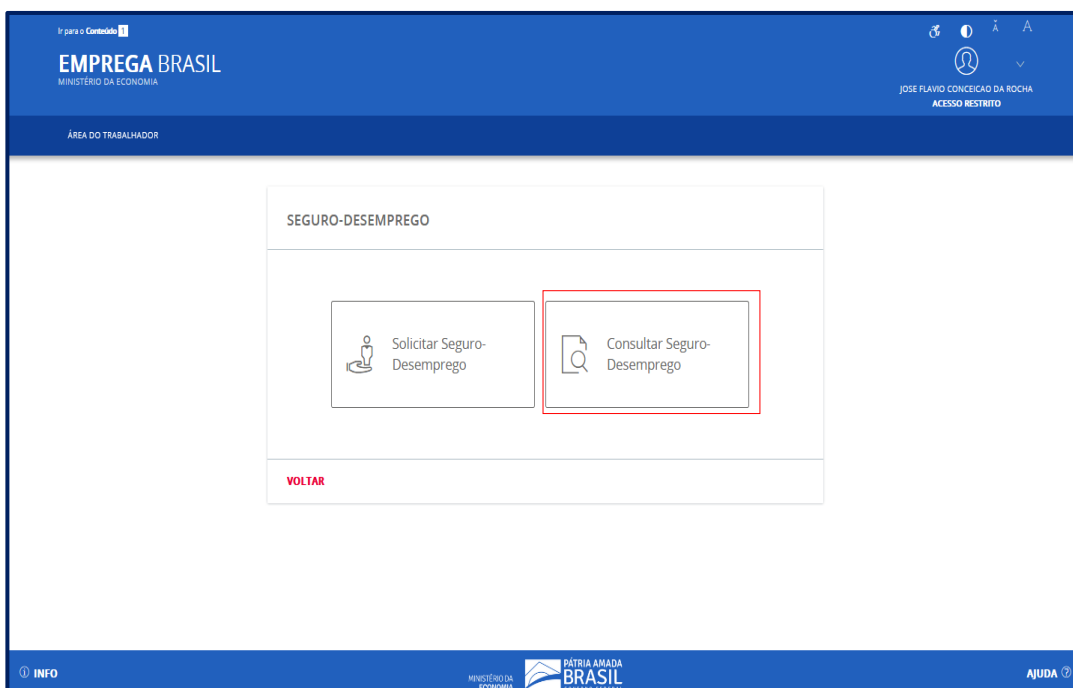 Ir para o Conteúdo 1
A A
EMPREGA BRASIL
MINISTÉRIO DA ECONOMIA
JOSE FLAVIO CONCEICAO DA ROCHA
ACESSO RESTRITO
ÁREA DO TRABALHADOR
SEGURO-DESEMPREGO
Solicitar Seguro-
Desemprego
Consultar Seguro-
Desemprego
VOLTAR
INFO
MINISTÉRIO DA
ECONOMIA
PÁTRIA AMADA
BRASIL
AJUDA